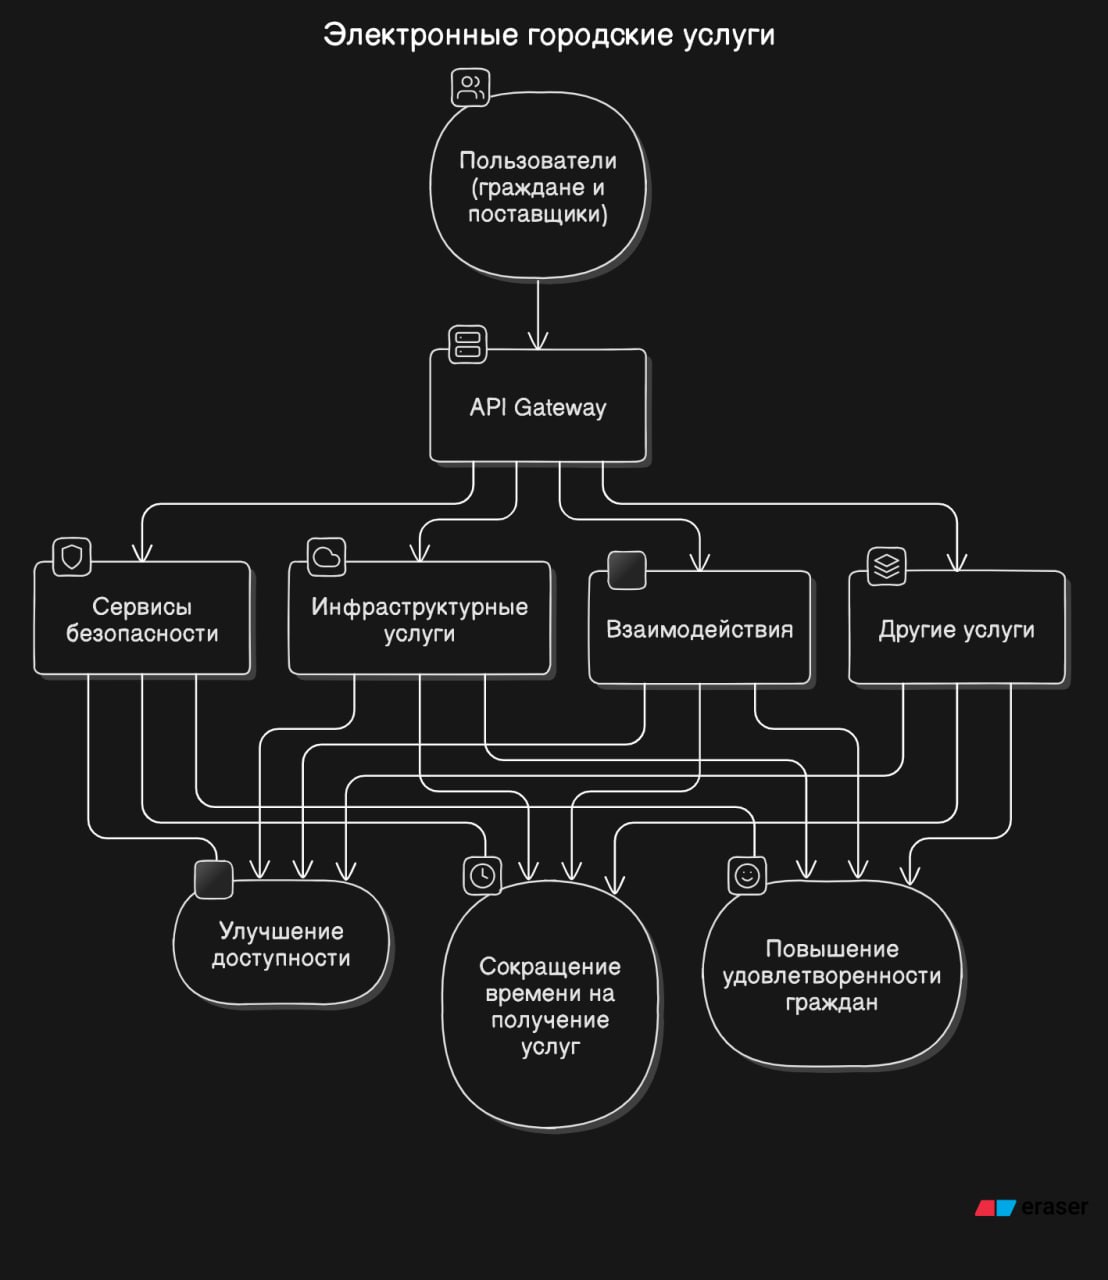 Электронные городские услуги
Пользователи
(граждане и
поставщики)
API Gateway
Сервисы
безопасности
Инфраструктурные
услуги
Взаимодействия
Другие услуги
Улучшение
доступности
Сокращение
времени на
получение
услуг
Повышение
удовлетворенности
граждан
eraser